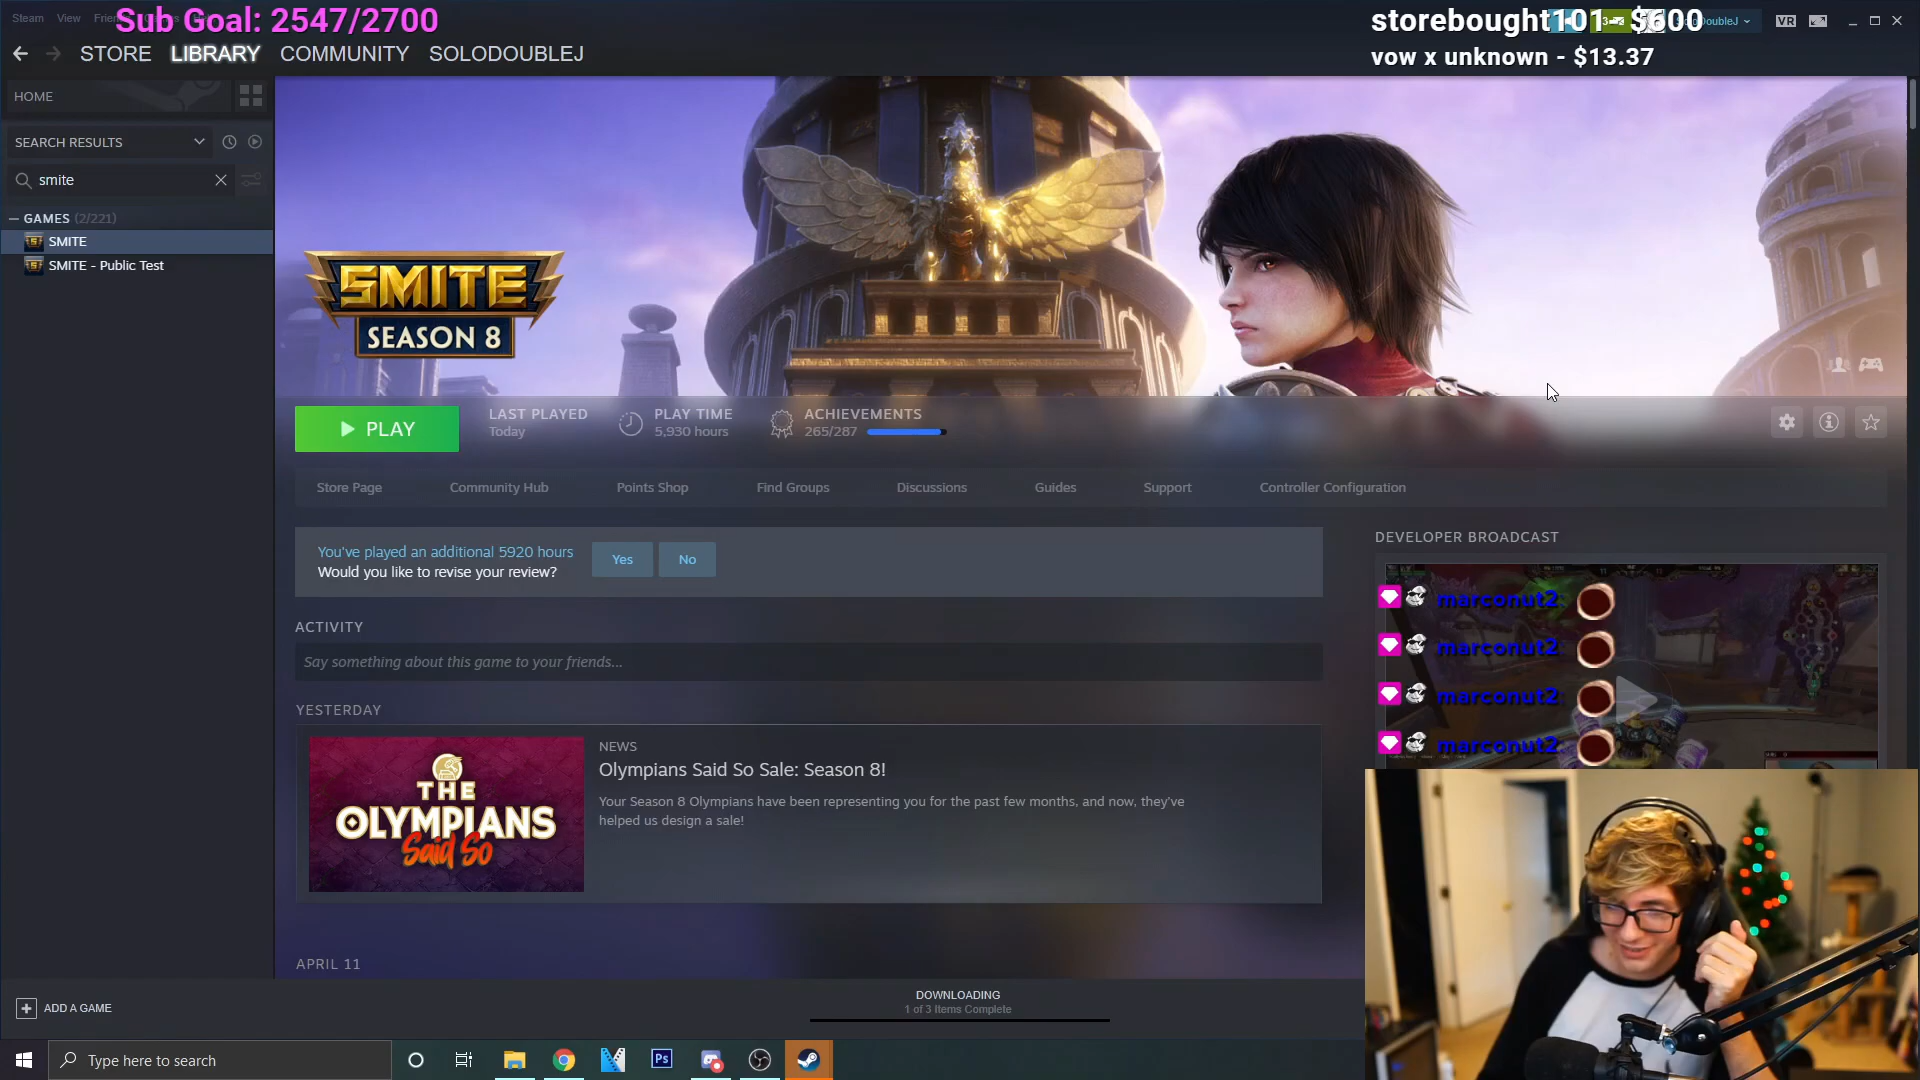 Steam View
Sub Goal: 2547/2700
storebought101 - $600
DoubleJ
VR
vow x unknown - $13.37
STORE LIBRARY COMMUNITY SOLODOUBLEJ
HOME
SEARCH RESULTS
smite
GAMES (2/221)
SMITE
SMITE - Public Test
SMITE
SEASON 8
PLAY
LAST PLAYED
Today
PLAY TIME
5,930 hours
ACHIEVEMENTS
265/287
Store Page Community Hub Points Shop Find Groups Discussions Guides Support Controller Configuration
You've played an additional 5920 hours
Would you like to revise your review?
Yes No
DEVELOPER BROADCAST
marconut2:
marconut2:
marconut2:
marconut2:
ACTIVITY
Say something about this game to your friends...
YESTERDAY
THE
OLYMPIANS
Said So
NEWS
Olympians Said So Sale: Season 8!
Your Season 8 Olympians have been representing you for the past few months, and now, they've
helped us design a sale!
APRIL 11
ADD A GAME
DOWNLOADING
1 of 3 Items Complete
Type here to search
Ps